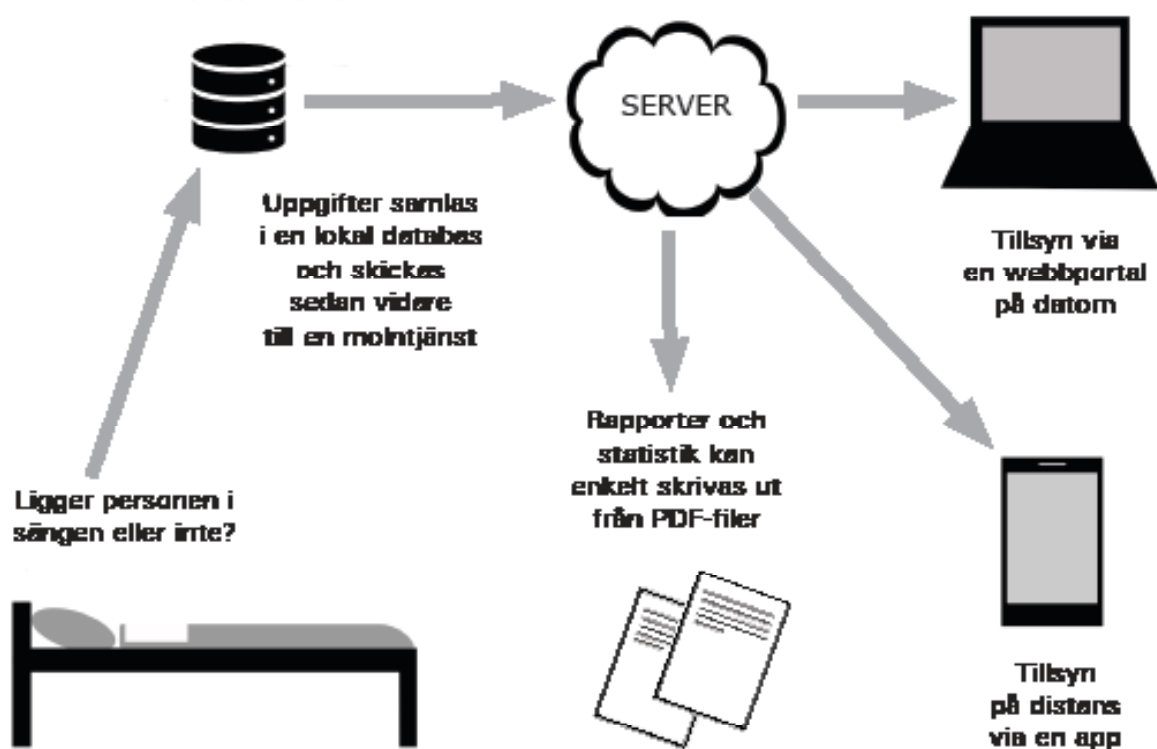 SERVER
Uppgifter samlas
i en lokal databas
och skickas
sedan vidare
till en molntjänst
Tillsyn via
en webbportal
på datorn
Rapporter och
statistik kan
enkelt skrivas ut
från PDF-filer
Ligger personen i
sängen eller inte?
Tillsyn
på distans
via en app